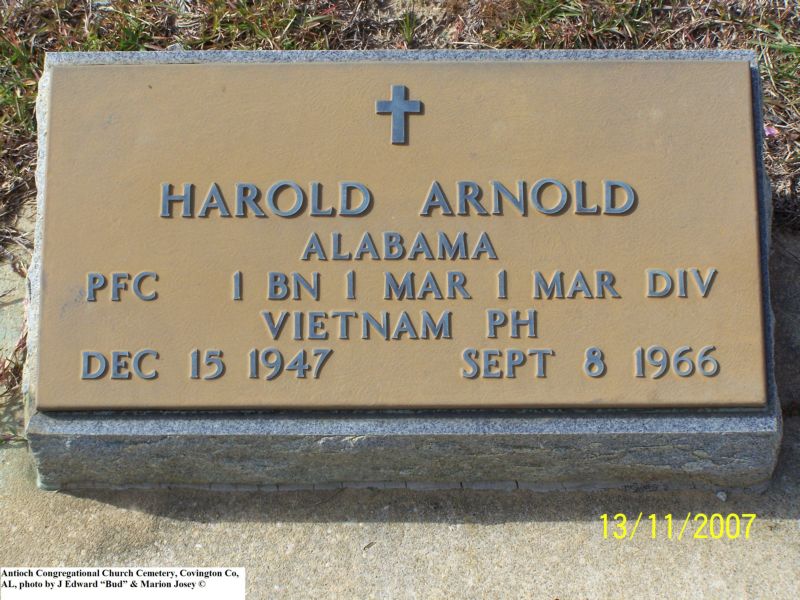 HAROLD ARNOLD
ALABAMA
PFC 1 BN 1 MAR 1 MAR DIV
VIETNAM PH
DEC 15 1947 SEPT 8 1966
13/11/2007
Antioch Congregational Church Cemetery, Covington Co,
AL, photo by J Edward “Bud” & Marion Josey ©